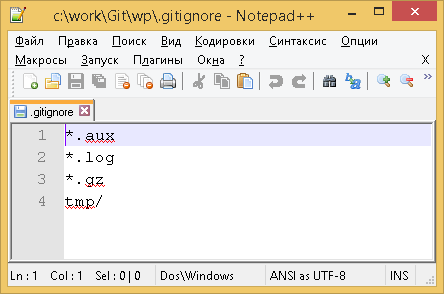 c:\work\Git\wp\.gitignore - Notepad++
Файл Правка Поиск Вид Кодировки Синтаксис Опции
Макросы Запуск Плагины Окна ? X
.gitignore
1 *.aux
2 *.log
3 *.gz
4 tmp/
Ln : 1 Col : 1 Sel : 0 | 0 Dos\Windows ANSI as UTF-8 INS